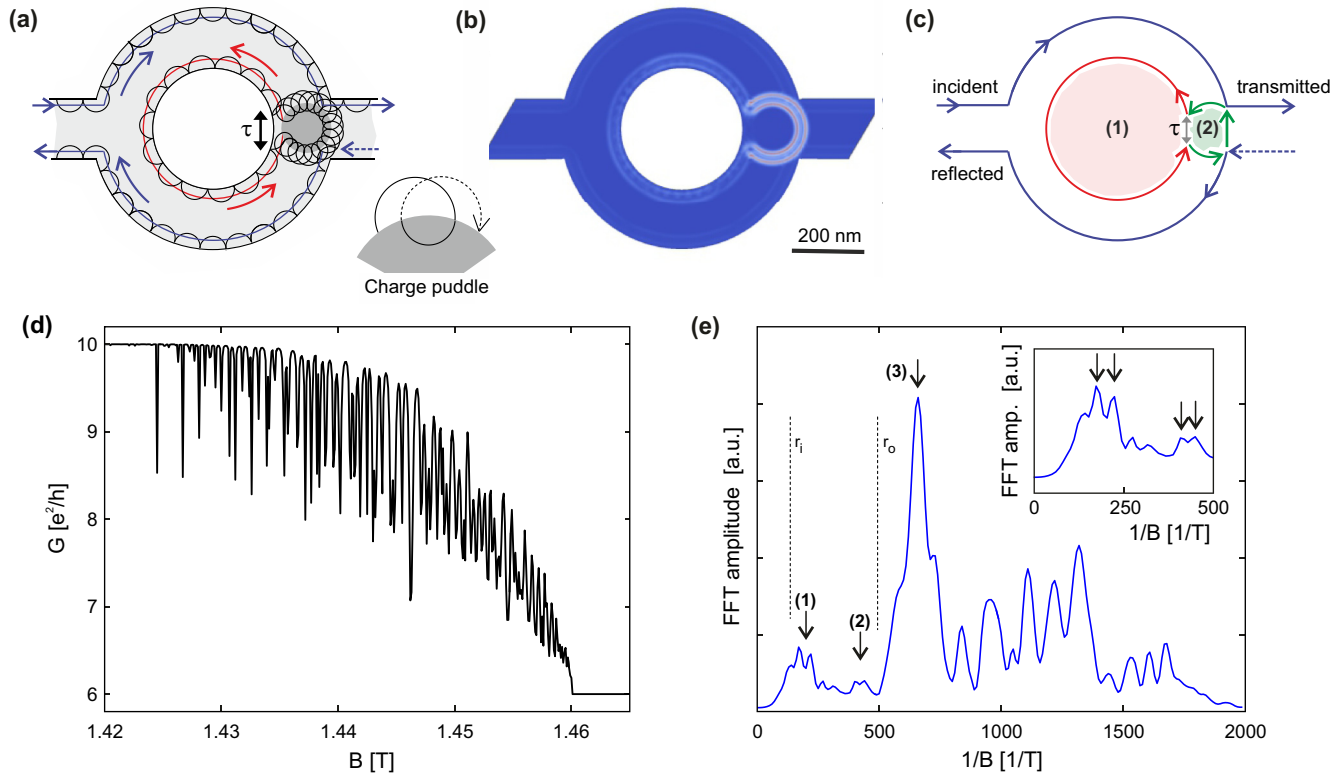 (a)
τ
Charge puddle
(b)
200 nm
(c)
incident
transmitted
(1)
τ
(2)
reflected
(d)
10
9
8
7
6
G [e²/h]
1.42
1.43
1.44
1.45
1.46
B [T]
(e)
FFT amplitude [a.u.]
r_i
r_o
(1)
(2)
(3)
0
500
1000
1500
2000
1/B [1/T]
FFT amp. [a.u.]
0
250
500
1/B [1/T]